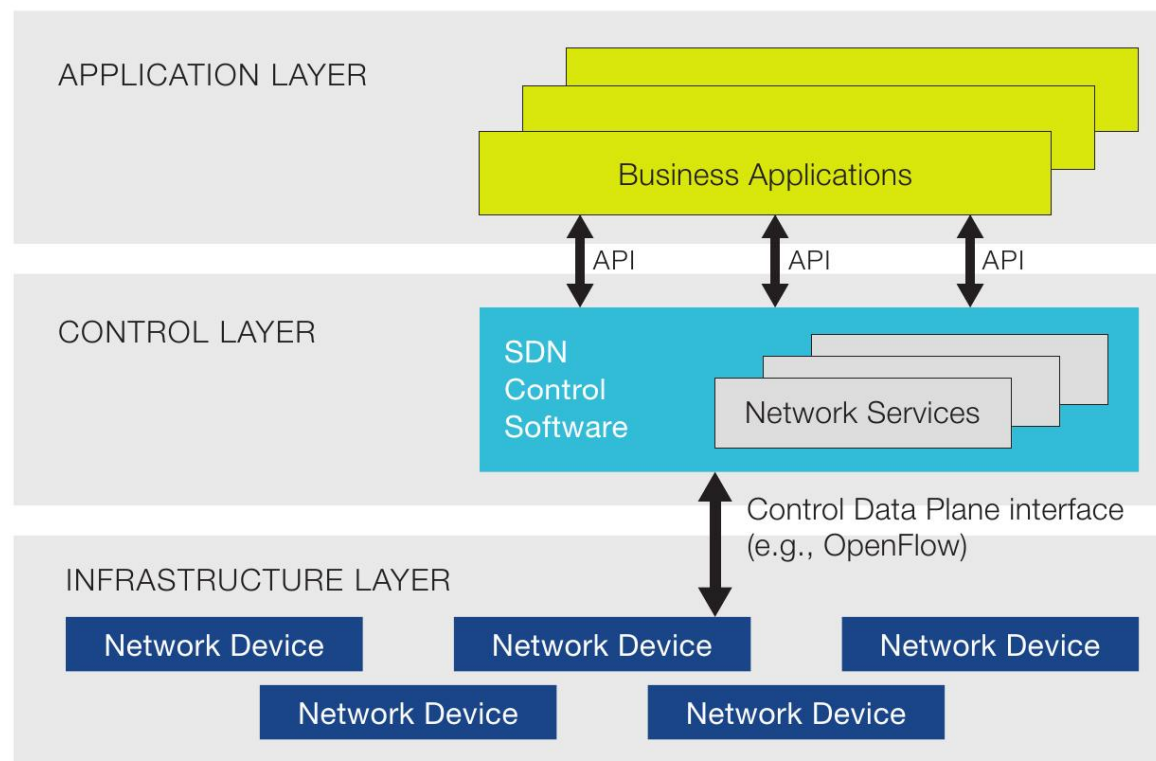 APPLICATION LAYER
Business Applications
API
API
API
CONTROL LAYER
SDN
Control
Software
Network Services
Control Data Plane interface
(e.g., OpenFlow)
INFRASTRUCTURE LAYER
Network Device
Network Device
Network Device
Network Device
Network Device